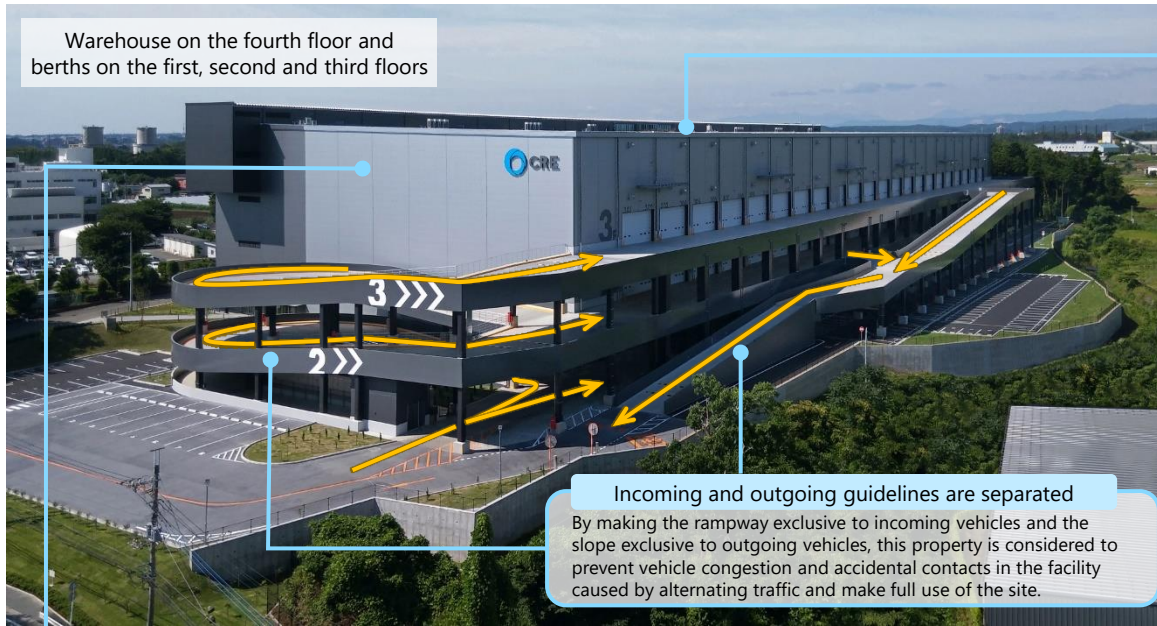 Warehouse on the fourth floor and
berths on the first, second and third floors
CRE
3
3
2
Incoming and outgoing guidelines are separated
By making the rampway exclusive to incoming vehicles and the
slope exclusive to outgoing vehicles, this property is considered to
prevent vehicle congestion and accidental contacts in the facility
caused by alternating traffic and make full use of the site.